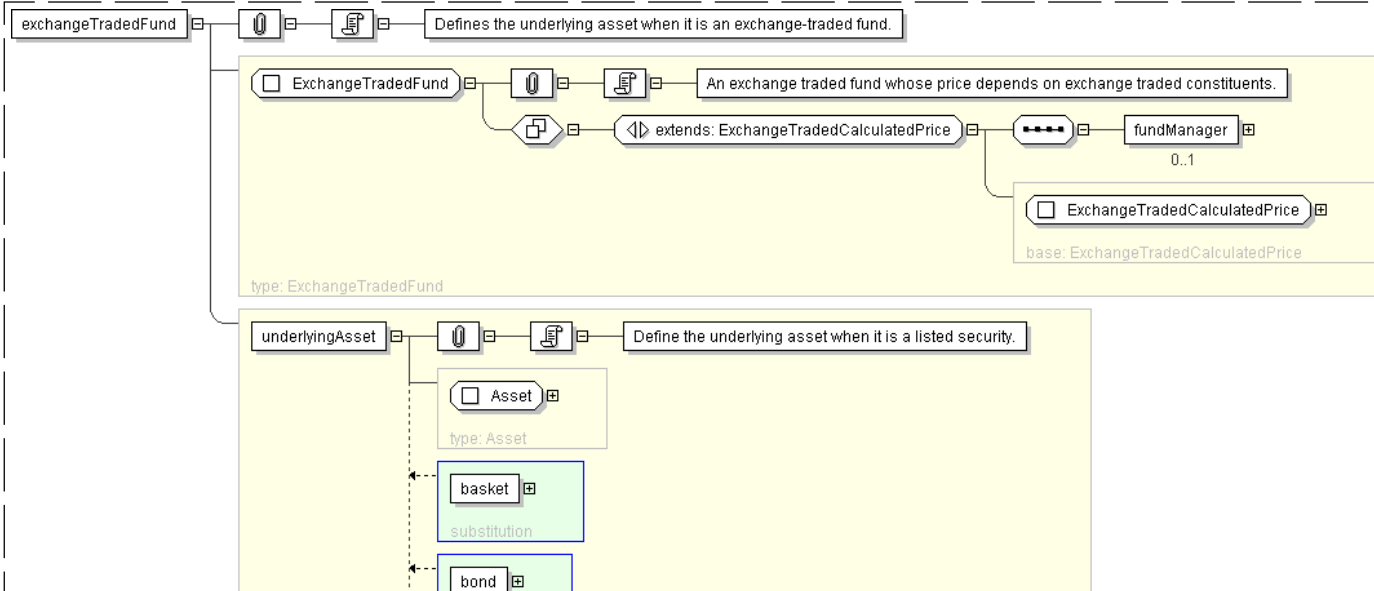 exchangeTradedFund
Defines the underlying asset when it is an exchange-traded fund.
ExchangeTradedFund
An exchange traded fund whose price depends on exchange traded constituents.
extends: ExchangeTradedCalculatedPrice
fundManager
0..1
ExchangeTradedCalculatedPrice
base: ExchangeTradedCalculatedPrice
type: ExchangeTradedFund
underlyingAsset
Define the underlying asset when it is a listed security.
Asset
type: Asset
basket
substitution
bond